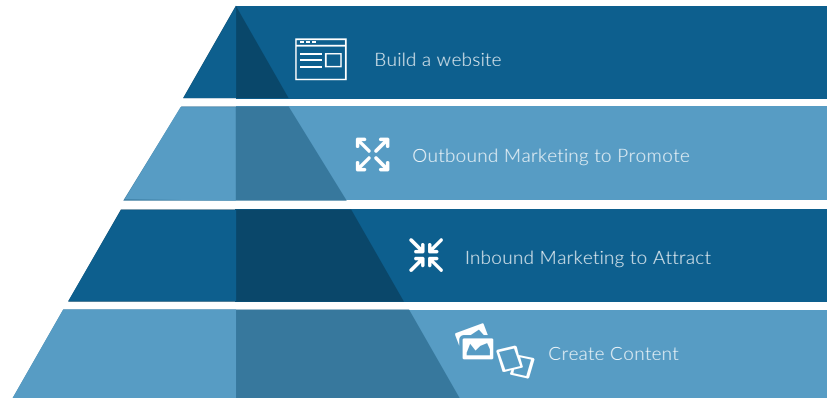 Build a website
Outbound Marketing to Promote
Inbound Marketing to Attract
Create Content